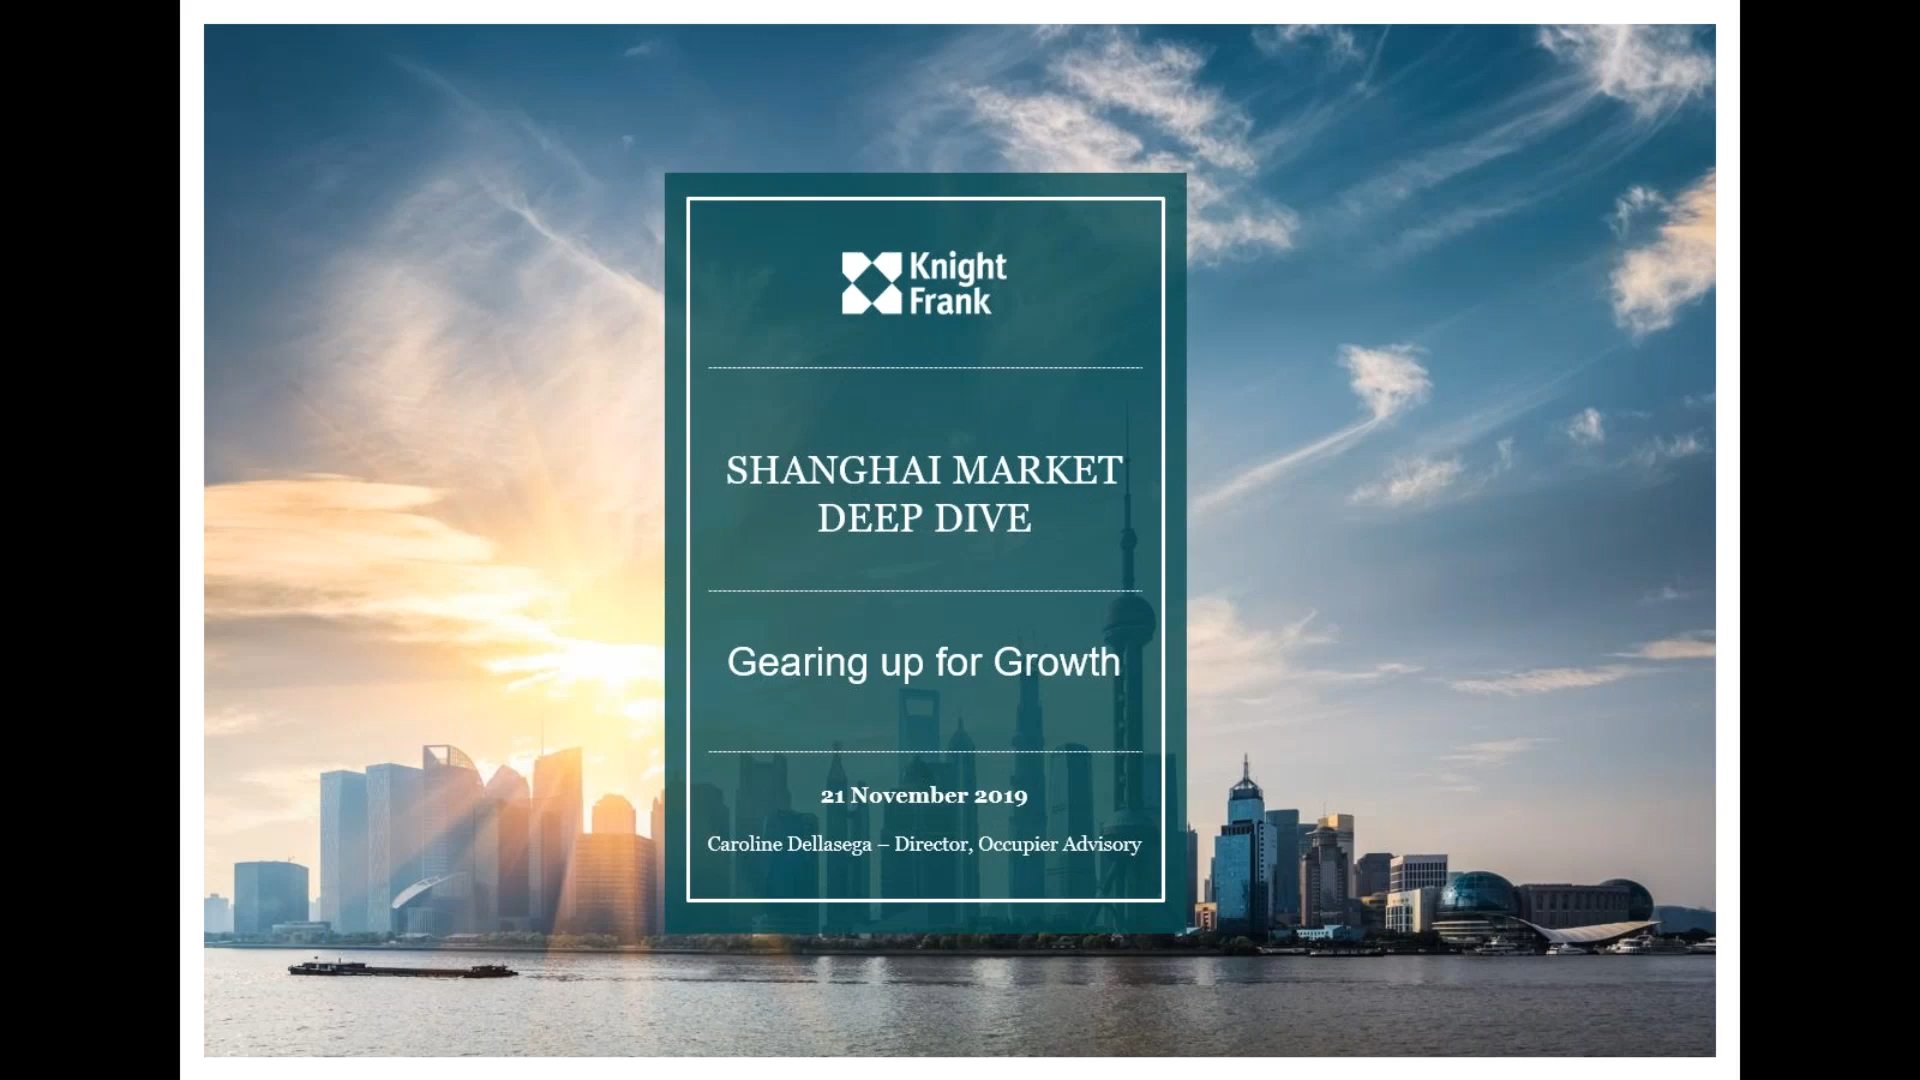 Knight
Frank
SHANGHAI MARKET
DEEP DIVE
Gearing up for Growth
21 November 2019
Caroline Dellasega – Director, Occupier Advisory